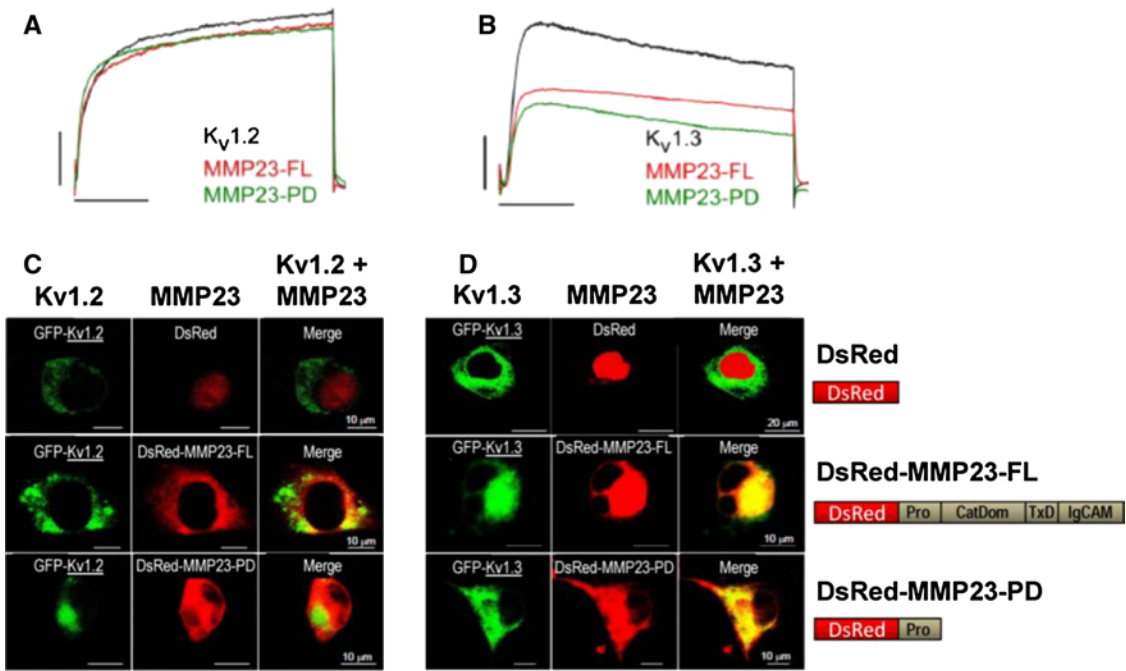 A
Kv1.2
MMP23-FL
MMP23-PD
B
Kv1.3
MMP23-FL
MMP23-PD
C
Kv1.2
MMP23
Kv1.2 +
MMP23
GFP-Kv1.2
DsRed
Merge
10 μm
GFP-Kv1.2
DsRed-MMP23-FL
Merge
10 μm
GFP-Kv1.2
DsRed-MMP23-PD
Merge
10 μm
D
Kv1.3
MMP23
Kv1.3 +
MMP23
GFP-Kv1.3
DsRed
Merge
20 μm
GFP-Kv1.3
DsRed-MMP23-FL
Merge
10 μm
GFP-Kv1.3
DsRed-MMP23-PD
Merge
10 μm
DsRed
DsRed
DsRed-MMP23-FL
DsRed Pro CatDom TxD IgCAM
DsRed-MMP23-PD
DsRed Pro